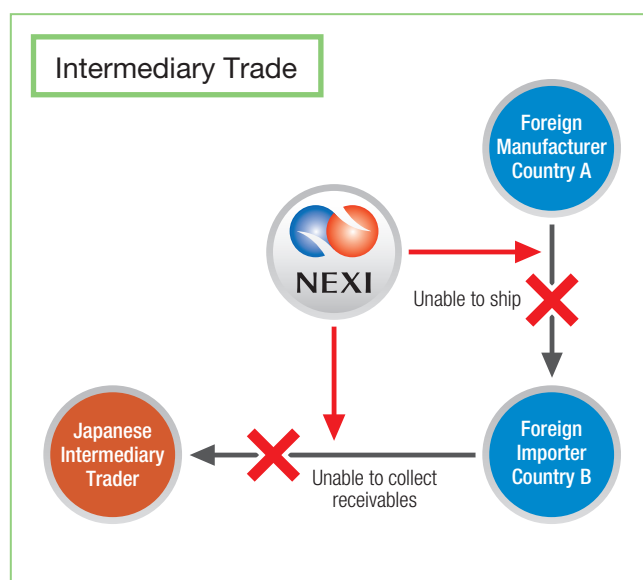 Intermediary Trade
Foreign
Manufacturer
Country A
NEXI
Unable to ship
Japanese
Intermediary
Trader
Unable to collect
receivables
Foreign
Importer
Country B